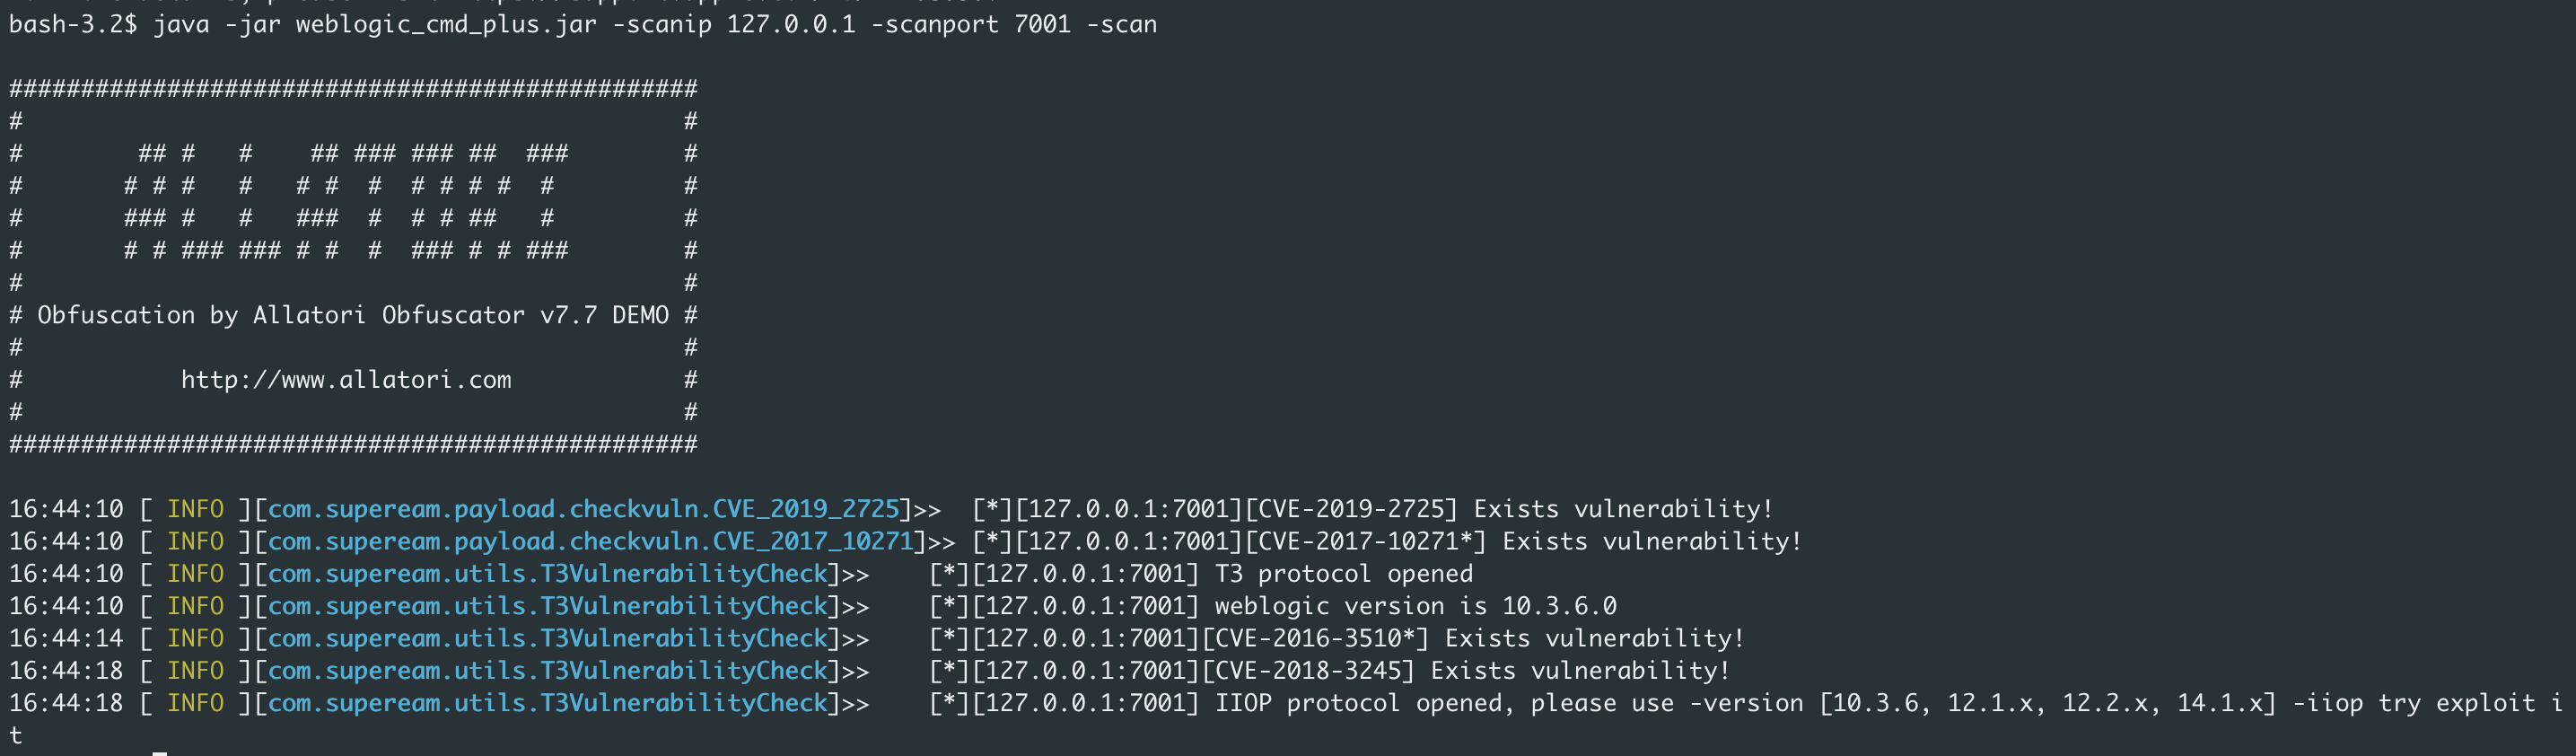 bash-3.2$ java -jar weblogic_cmd_plus.jar -scanip 127.0.0.1 -scanport 7001 -scan
################################################
#                                              #
#        ## #   #    ## ### ### ##  ###        #
#       # # #   #   # #  #  # # # #  #         #
#       ### #   #   ###  #  # # ##   #         #
#       # # ### ### # #  #  ### # # ###        #
#                                              #
# Obfuscation by Allatori Obfuscator v7.7 DEMO #
#                                              #
#           http://www.allatori.com            #
#                                              #
################################################
16:44:10 [ INFO ][com.supeream.payload.checkvuln.CVE_2019_2725]>>  [*][127.0.0.1:7001][CVE-2019-2725] Exists vulnerability!
16:44:10 [ INFO ][com.supeream.payload.checkvuln.CVE_2017_10271]>> [*][127.0.0.1:7001][CVE-2017-10271*] Exists vulnerability!
16:44:10 [ INFO ][com.supeream.utils.T3VulnerabilityCheck]>>    [*][127.0.0.1:7001] T3 protocol opened
16:44:10 [ INFO ][com.supeream.utils.T3VulnerabilityCheck]>>    [*][127.0.0.1:7001] weblogic version is 10.3.6.0
16:44:14 [ INFO ][com.supeream.utils.T3VulnerabilityCheck]>>    [*][127.0.0.1:7001][CVE-2016-3510*] Exists vulnerability!
16:44:18 [ INFO ][com.supeream.utils.T3VulnerabilityCheck]>>    [*][127.0.0.1:7001][CVE-2018-3245] Exists vulnerability!
16:44:18 [ INFO ][com.supeream.utils.T3VulnerabilityCheck]>>    [*][127.0.0.1:7001] IIOP protocol opened, please use -version [10.3.6, 12.1.x, 12.2.x, 14.1.x] -iiop try exploit i
t